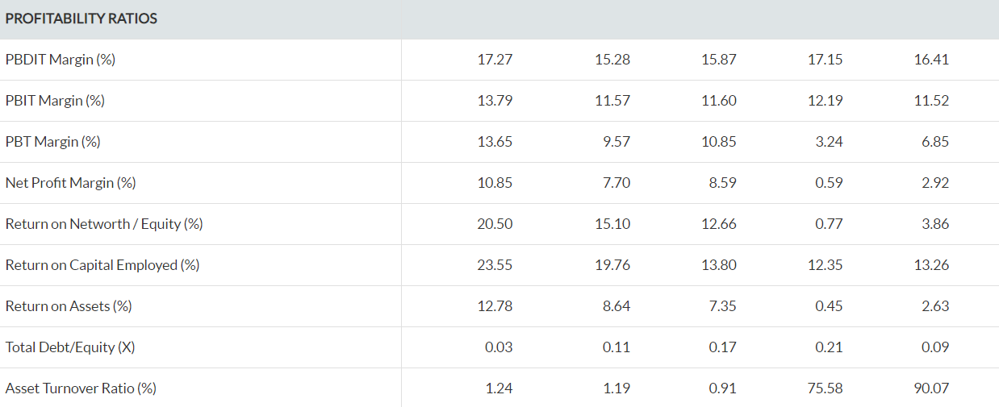 PROFITABILITY RATIOS
PBDIT Margin (%) 17.27 15.28 15.87 17.15 16.41
PBIT Margin (%) 13.79 11.57 11.60 12.19 11.52
PBT Margin (%) 13.65 9.57 10.85 3.24 6.85
Net Profit Margin (%) 10.85 7.70 8.59 0.59 2.92
Return on Networth / Equity (%) 20.50 15.10 12.66 0.77 3.86
Return on Capital Employed (%) 23.55 19.76 13.80 12.35 13.26
Return on Assets (%) 12.78 8.64 7.35 0.45 2.63
Total Debt/Equity (X) 0.03 0.11 0.17 0.21 0.09
Asset Turnover Ratio (%) 1.24 1.19 0.91 75.58 90.07